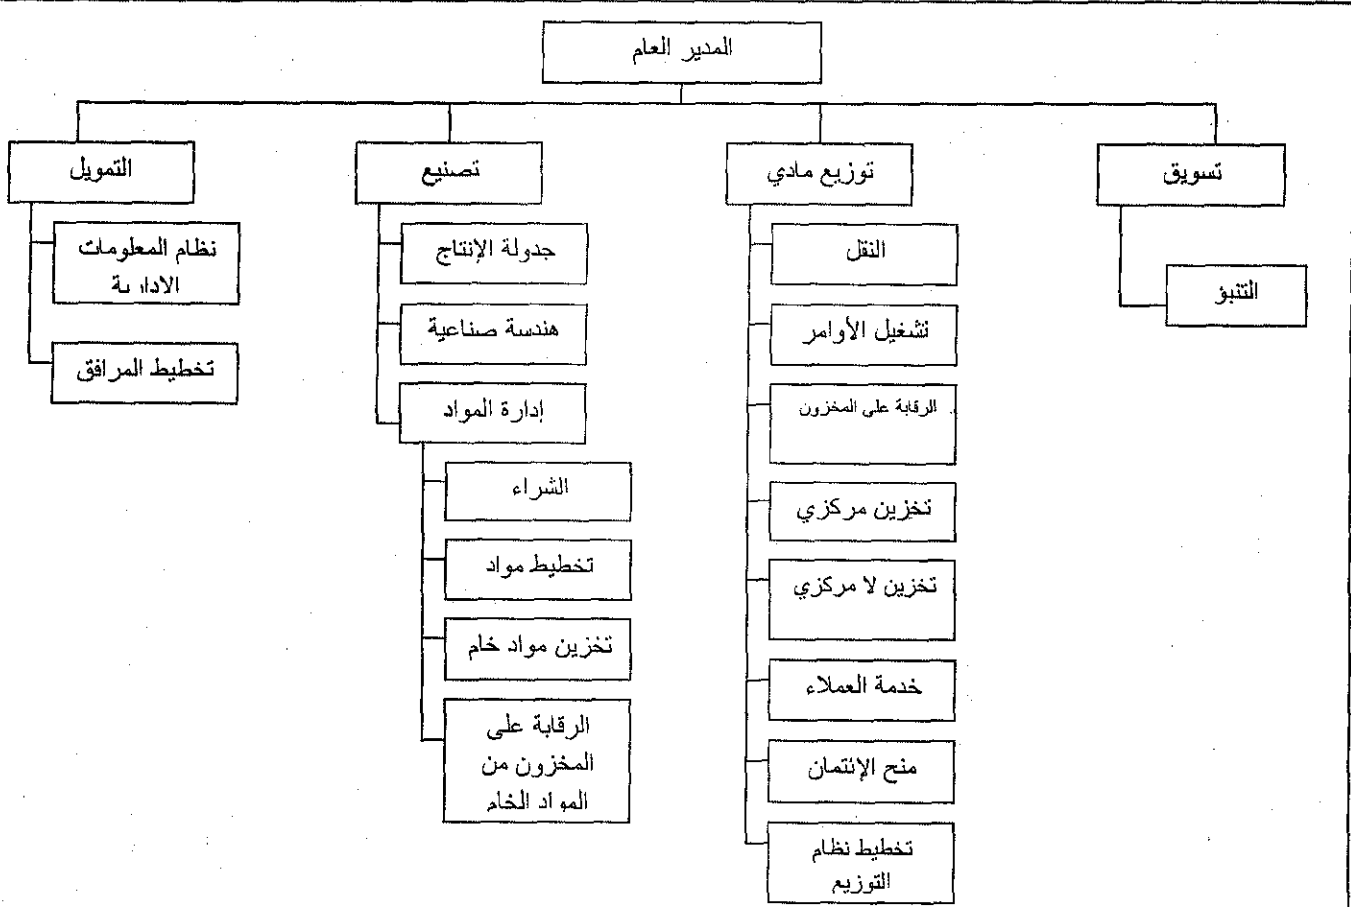 المدير العام
تسويق
التنبؤ
توزيع مادي
النقل
تشغيل الأوامر
الرقابة على المخزون
تخزين مركزي
تخزين لا مركزي
خدمة العملاء
منح الإئتمان
تخطيط نظام
التوزيع
تصنيع
جدولة الإنتاج
هندسة صناعية
إدارة المواد
الشراء
تخطيط مواد
تخزين مواد خام
الرقابة على
المخزون من
المواد الخام
التمويل
نظام المعلومات
الادارية
تخطيط المرافق